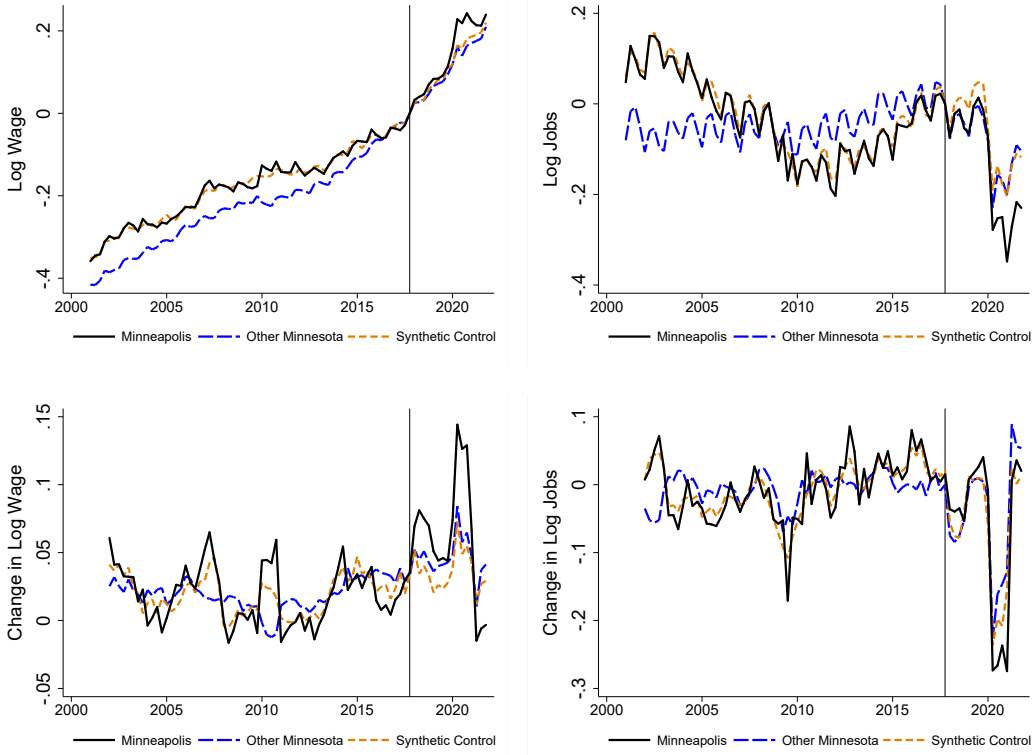 Log Wage
.2
0
-.2
-.4
2000 2005 2010 2015 2020
Minneapolis Other Minnesota Synthetic Control
Log Jobs
.2
0
-.2
-.4
2000 2005 2010 2015 2020
Minneapolis Other Minnesota Synthetic Control
Change in Log Wage
.15
.1
.05
0
-.05
2000 2005 2010 2015 2020
Minneapolis Other Minnesota Synthetic Control
Change in Log Jobs
.1
0
-.1
-.2
-.3
2000 2005 2010 2015 2020
Minneapolis Other Minnesota Synthetic Control